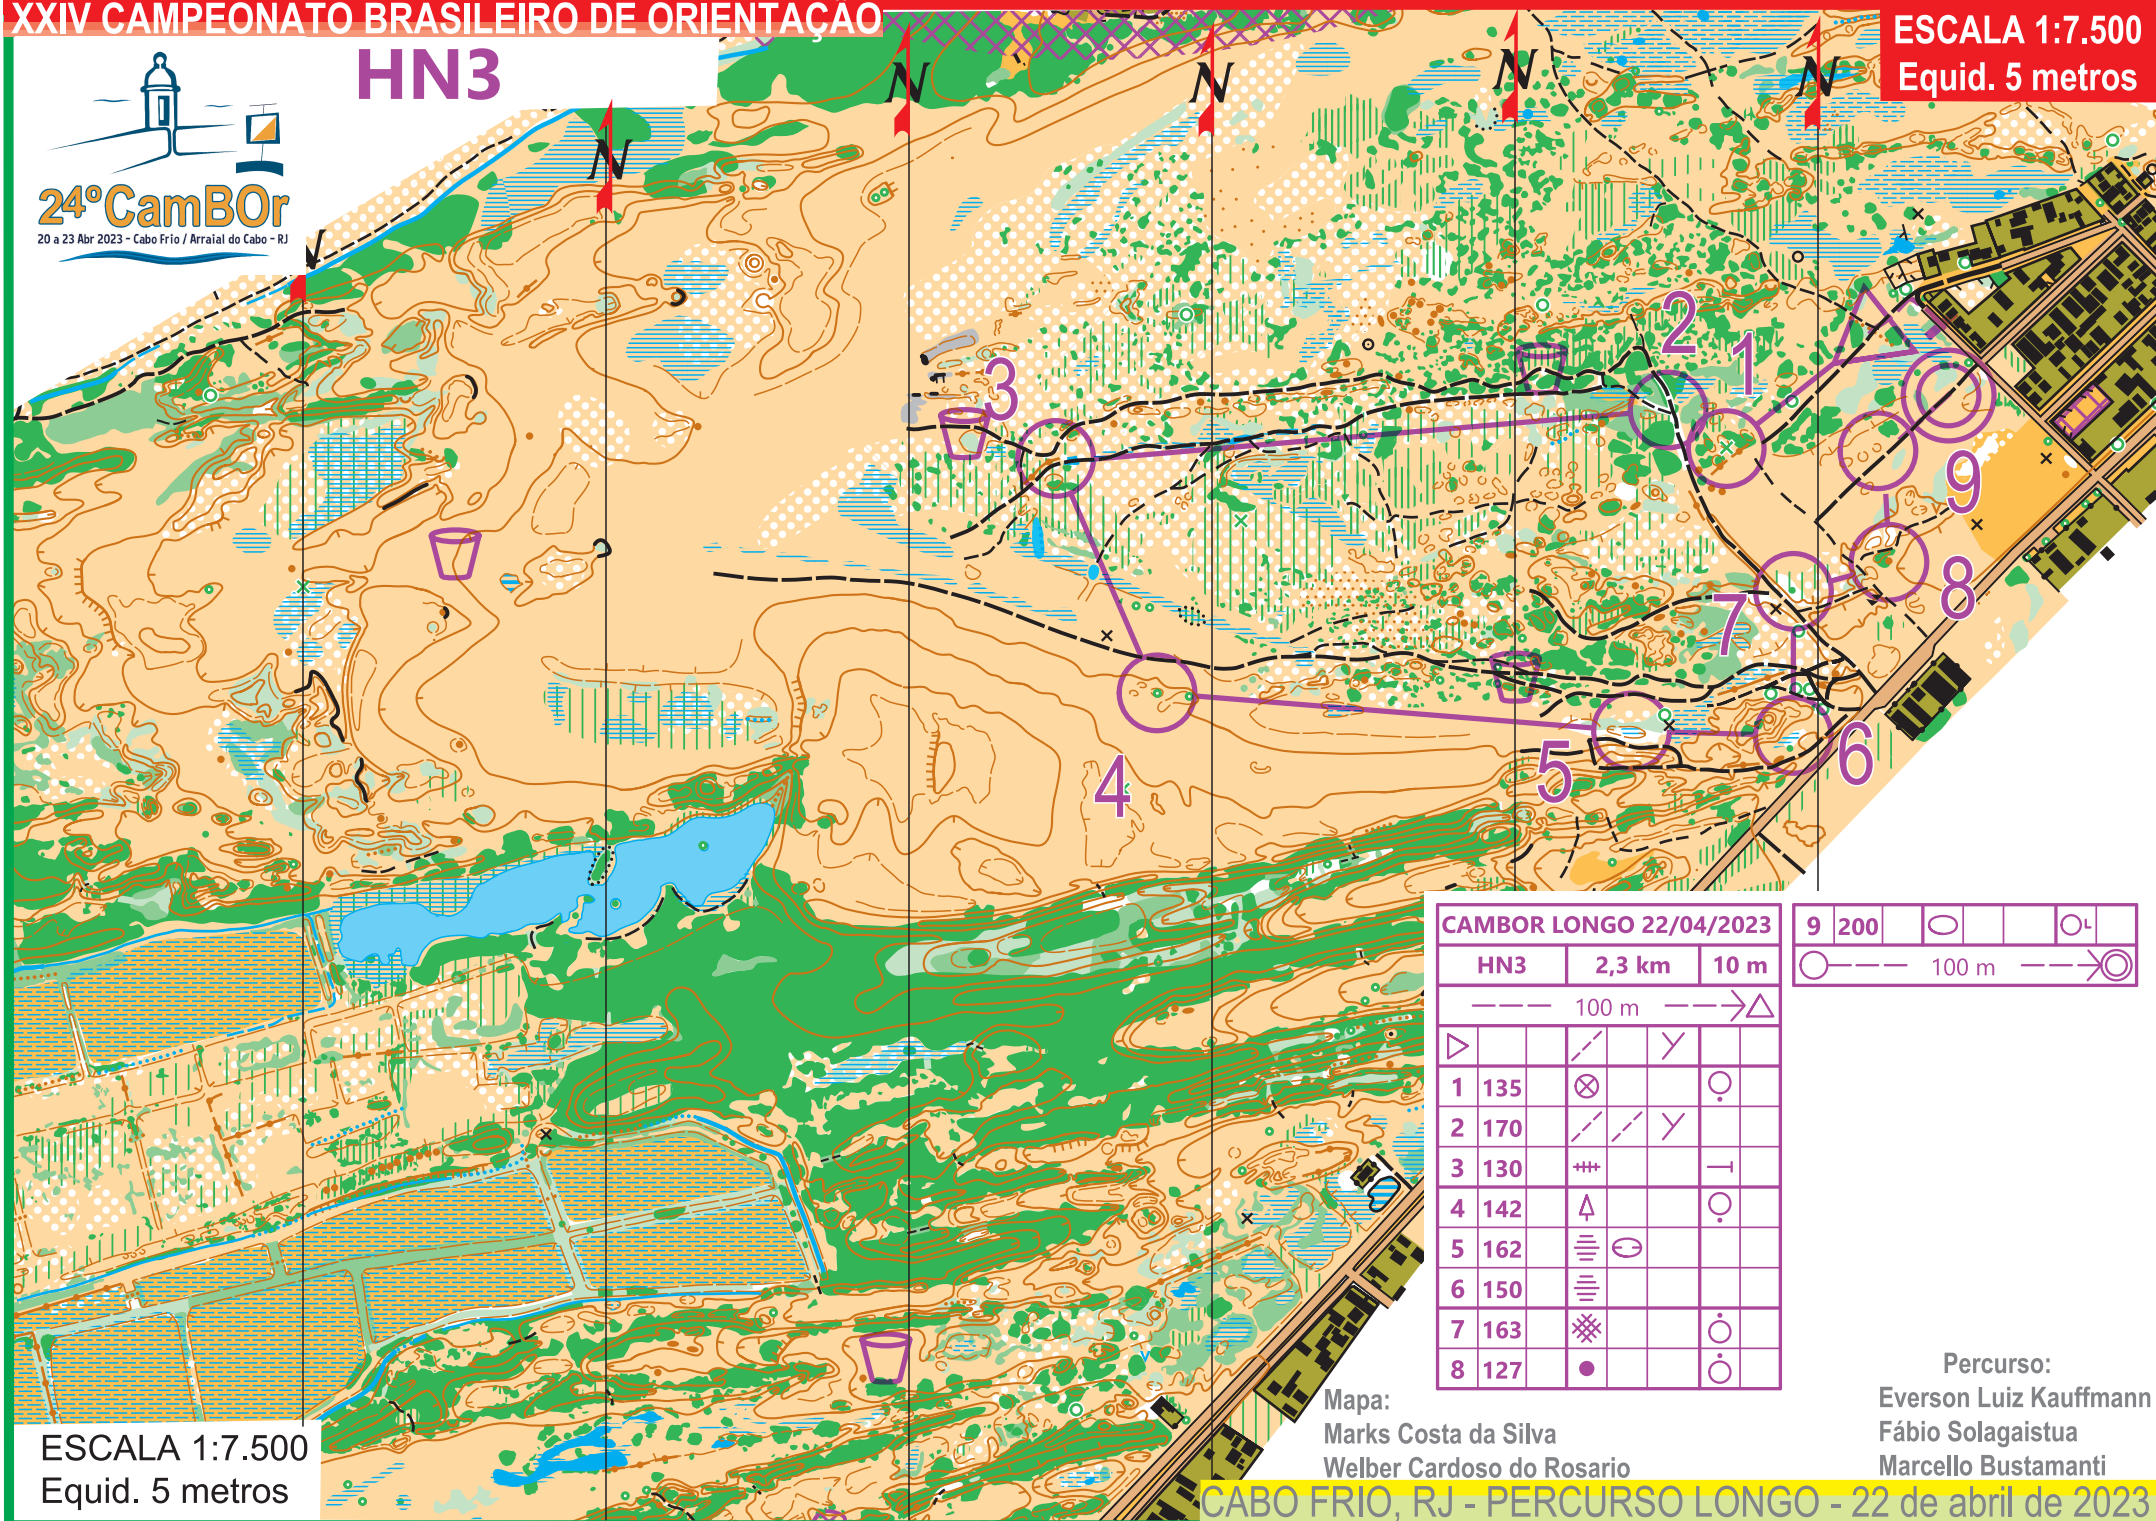 XXIV CAMPEONATO BRASILEIRO DE ORIENTAÇÃO
HN3
ESCALA 1:7.500
Equid. 5 metros
24º CamBOr
20 a 23 Abr 2023 - Cabo Frio / Arraial do Cabo - RJ
N
N
N
N
N
N
1
2
3
4
5
6
7
8
9
CAMBOR LONGO 22/04/2023
HN3 2,3 km 10 m
100 m
1 135
2 170
3 130
4 142
5 162
6 150
7 163
8 127
9 200 L
100 m
Mapa:
Marks Costa da Silva
Welber Cardoso do Rosario
Percurso:
Everson Luiz Kauffmann
Fábio Solagaistua
Marcello Bustamanti
ESCALA 1:7.500
Equid. 5 metros
CABO FRIO, RJ - PERCURSO LONGO - 22 de abril de 2023